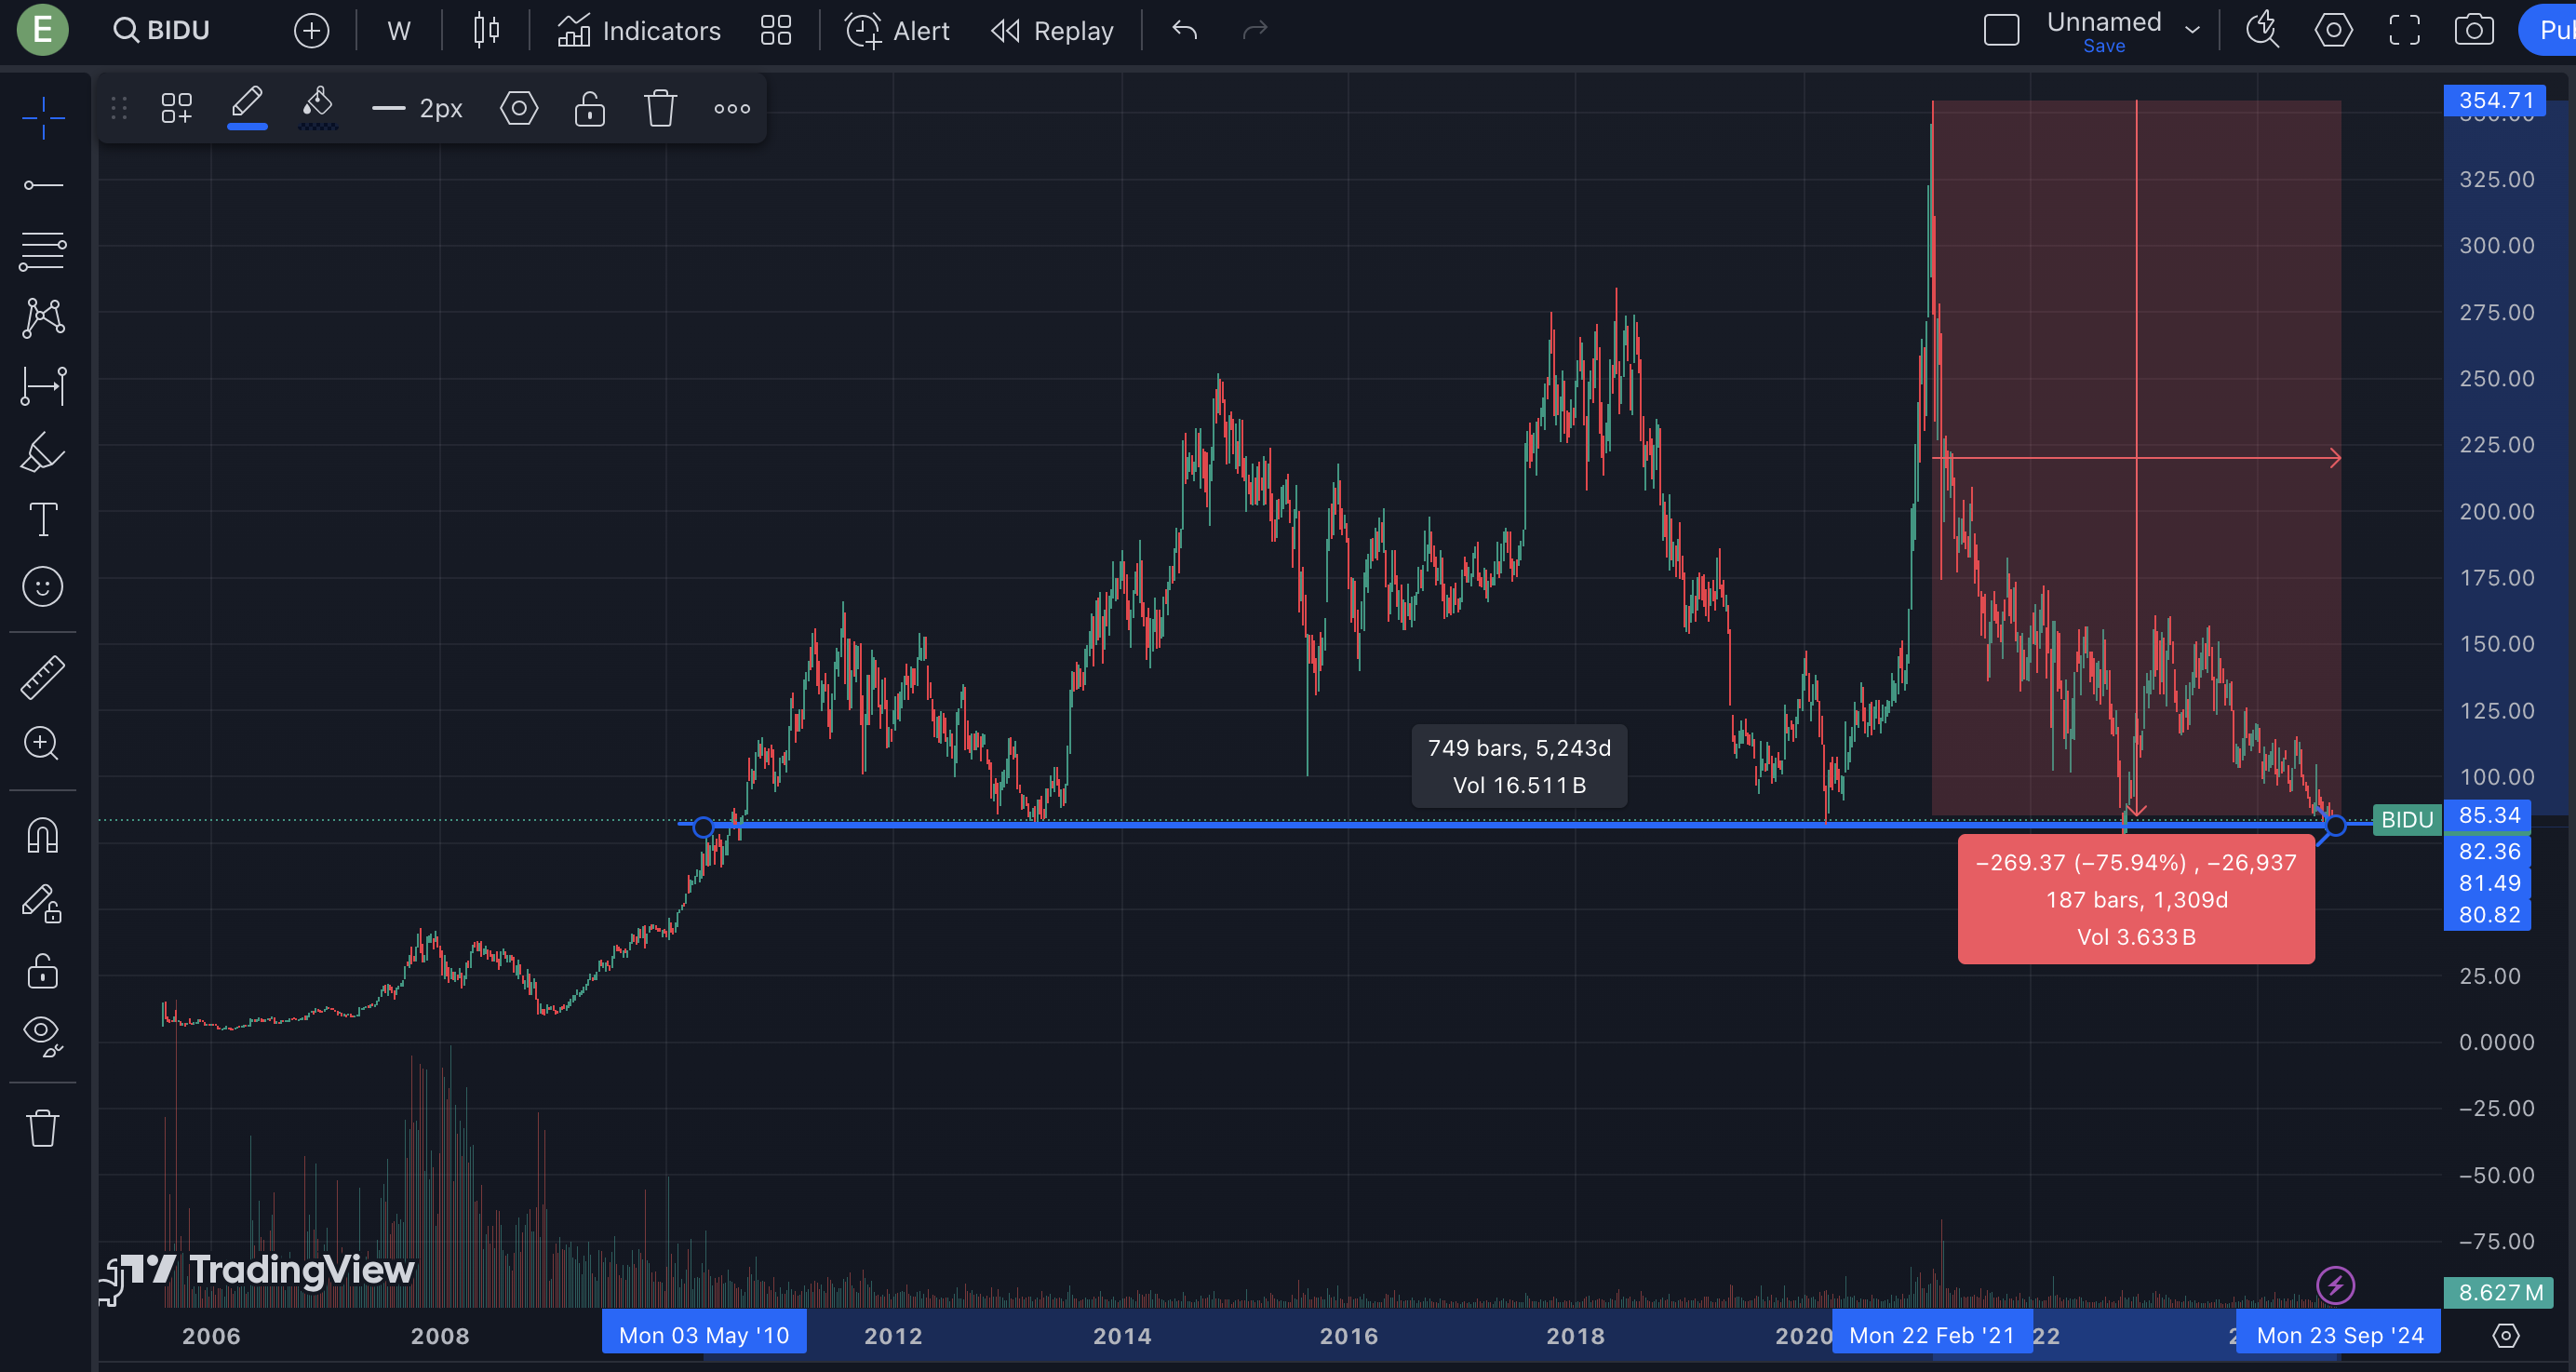 E
BIDU
W
Indicators
Alert
Replay
Unnamed
Save
2px
354.71
325.00
300.00
275.00
250.00
225.00
200.00
175.00
150.00
125.00
100.00
749 bars, 5,243d
Vol 16.511 B
BIDU
85.34
82.36
81.49
80.82
−269.37 (−75.94%) , −26,937
187 bars, 1,309d
Vol 3.633 B
25.00
0.0000
−25.00
−50.00
−75.00
TradingView
8.627 M
2006
2008
Mon 03 May '10
2012
2014
2016
2018
2020
Mon 22 Feb '21
22
Mon 23 Sep '24